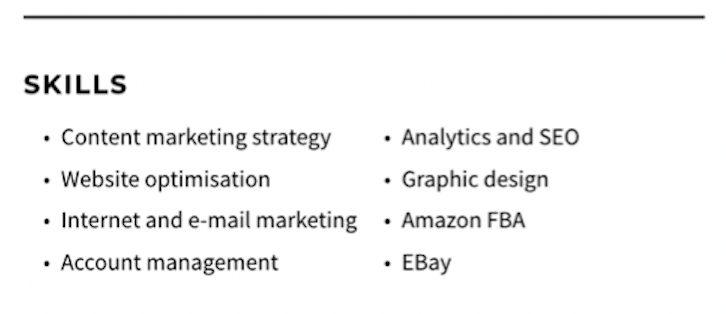 SKILLS
• Content marketing strategy
• Website optimisation
• Internet and e-mail marketing
• Account management
• Analytics and SEO
• Graphic design
• Amazon FBA
• EBay